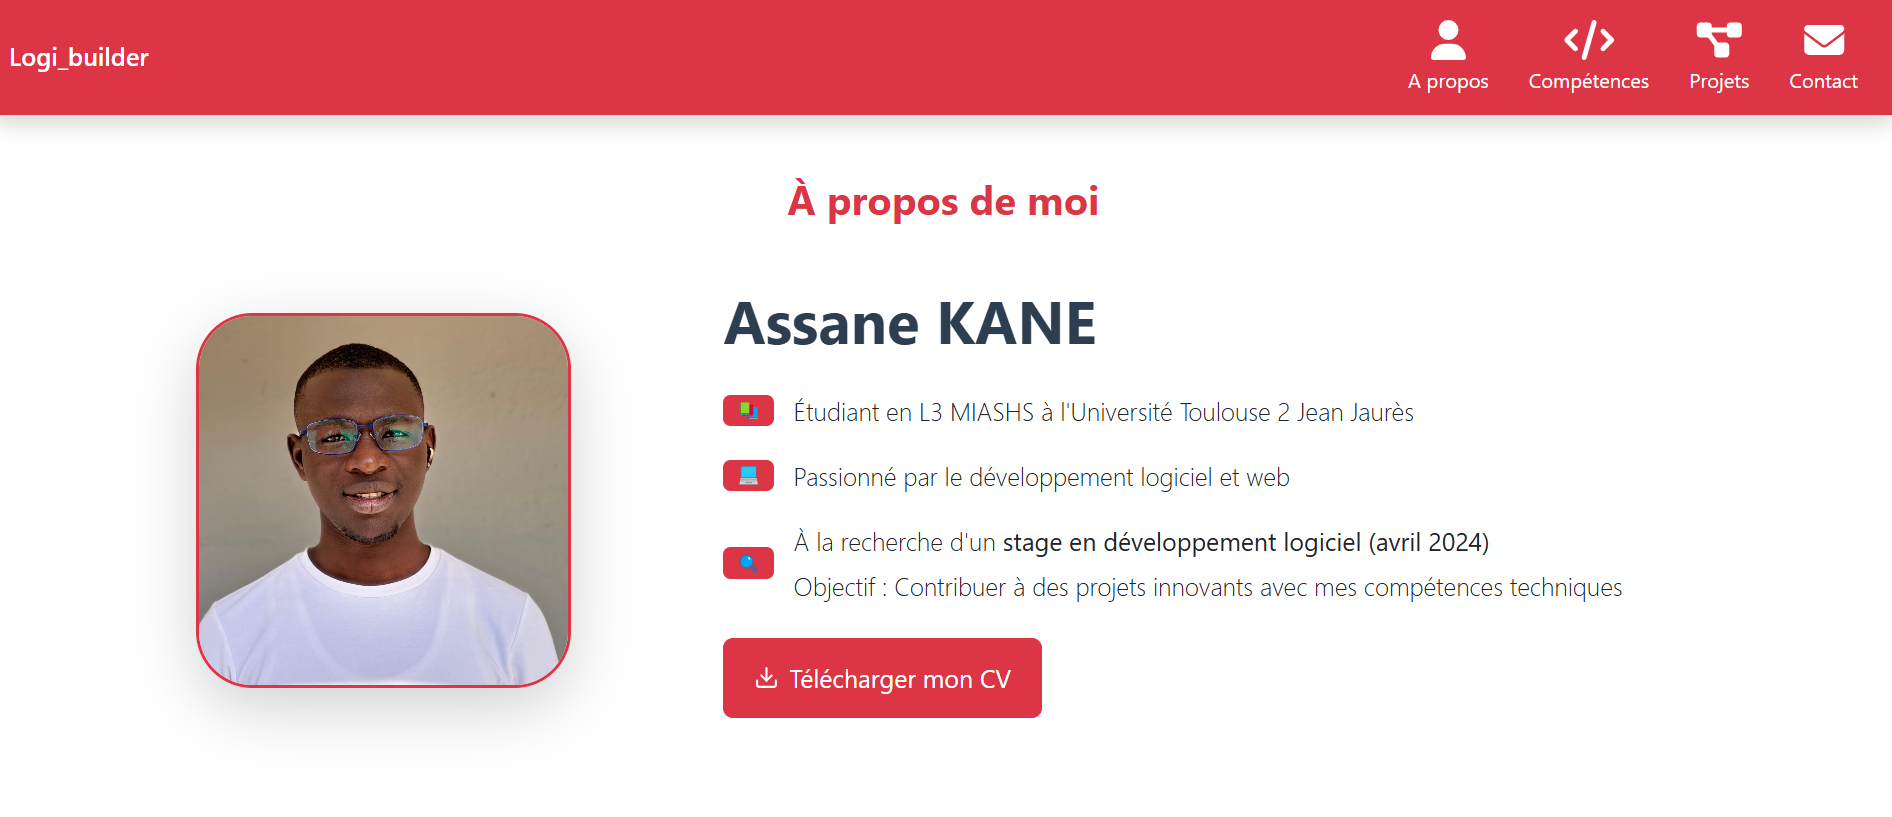 Logi_builder
A propos
Compétences
Projets
Contact
À propos de moi
Assane KANE
Étudiant en L3 MIASHS à l'Université Toulouse 2 Jean Jaurès
Passionné par le développement logiciel et web
À la recherche d'un stage en développement logiciel (avril 2024)
Objectif : Contribuer à des projets innovants avec mes compétences techniques
Télécharger mon CV